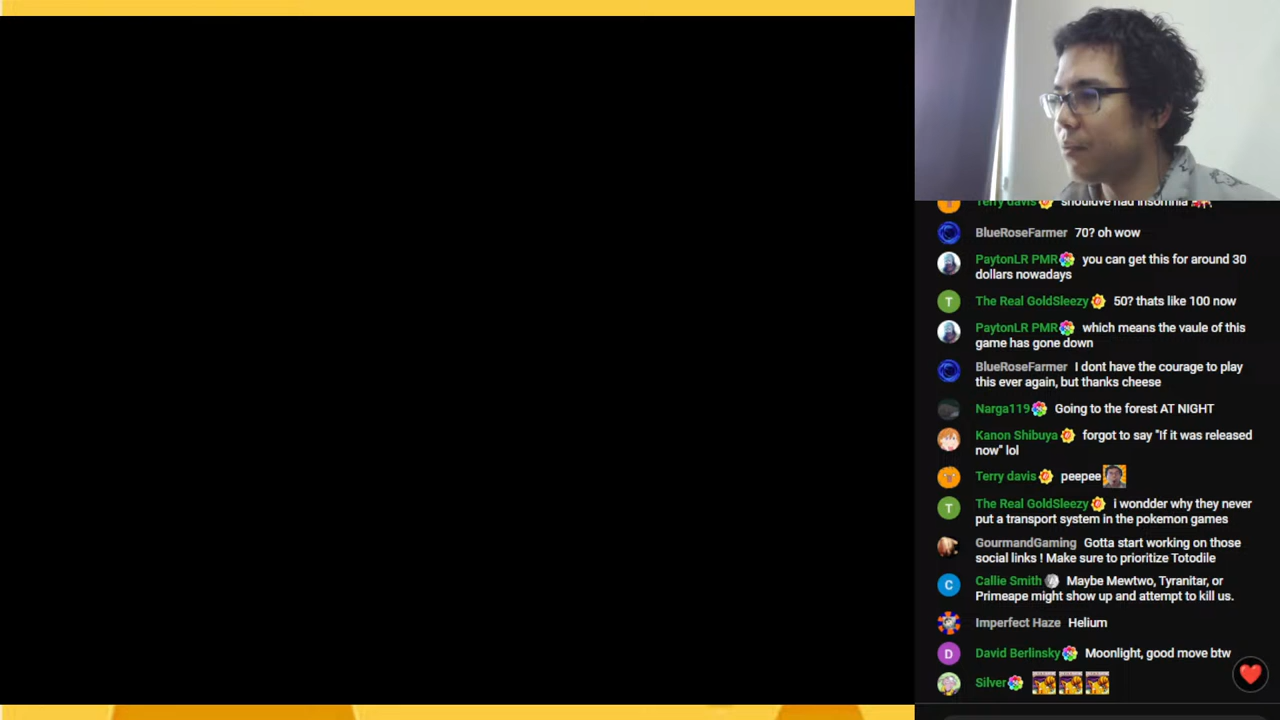 Terry davis shouldve had insomnia
BlueRoseFarmer 70? oh wow
PaytonLR PMR you can get this for around 30
dollars nowadays
T The Real GoldSleezy 50? thats like 100 now
PaytonLR PMR which means the vaule of this
game has gone down
BlueRoseFarmer I dont have the courage to play
this ever again, but thanks cheese
Narga119 Going to the forest AT NIGHT
Kanon Shibuya forgot to say "If it was released
now" lol
Terry davis peepee
T The Real GoldSleezy i wondder why they never
put a transport system in the pokemon games
GourmandGaming Gotta start working on those
social links ! Make sure to prioritize Totodile
C Callie Smith Maybe Mewtwo, Tyranitar, or
Primeape might show up and attempt to kill us.
Imperfect Haze Helium
D David Berlinsky Moonlight, good move btw
Silver